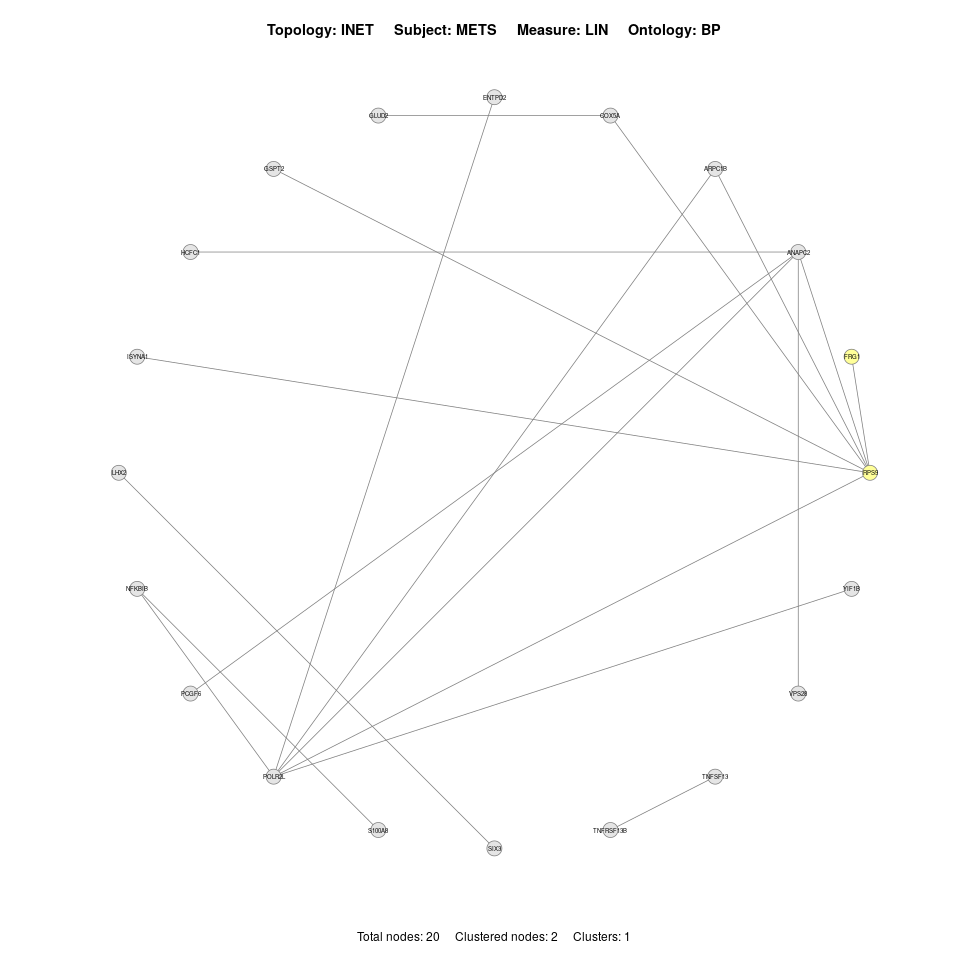 Topology: INET Subject: METS Measure: LIN Ontology: BP
ENTPD2
GLUD2
COX5A
GSPT2
ARPC1B
HCFC1
ANAPC2
ISYNA1
FRG1
LHX2
RPS9
NFKBIB
YIF1B
PCGF6
VPS28
POLR2L
TNFSF13
S100A8
TNFRSF13B
SIX3
Total nodes: 20 Clustered nodes: 2 Clusters: 1